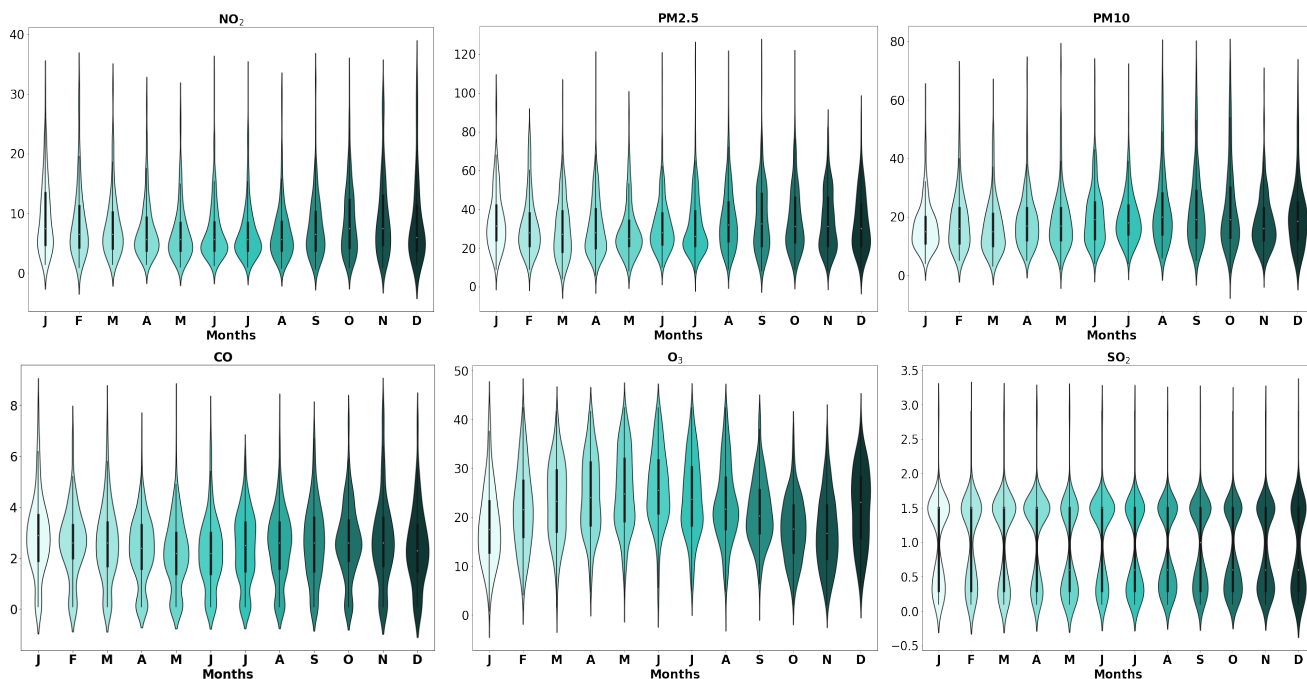 NO₂
40
30
20
10
0
J F M A M J J A S O N D
Months
PM2.5
120
100
80
60
40
20
0
J F M A M J J A S O N D
Months
PM10
80
60
40
20
0
J F M A M J J A S O N D
Months
CO
8
6
4
2
0
J F M A M J J A S O N D
Months
O₃
50
40
30
20
10
0
J F M A M J J A S O N D
Months
SO₂
3.5
3.0
2.5
2.0
1.5
1.0
0.5
0.0
−0.5
J F M A M J J A S O N D
Months